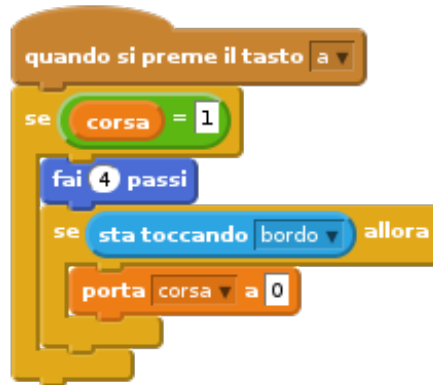 quando si preme il tasto a
se corsa = 1
fai 4 passi
se sta toccando bordo allora
porta corsa a 0